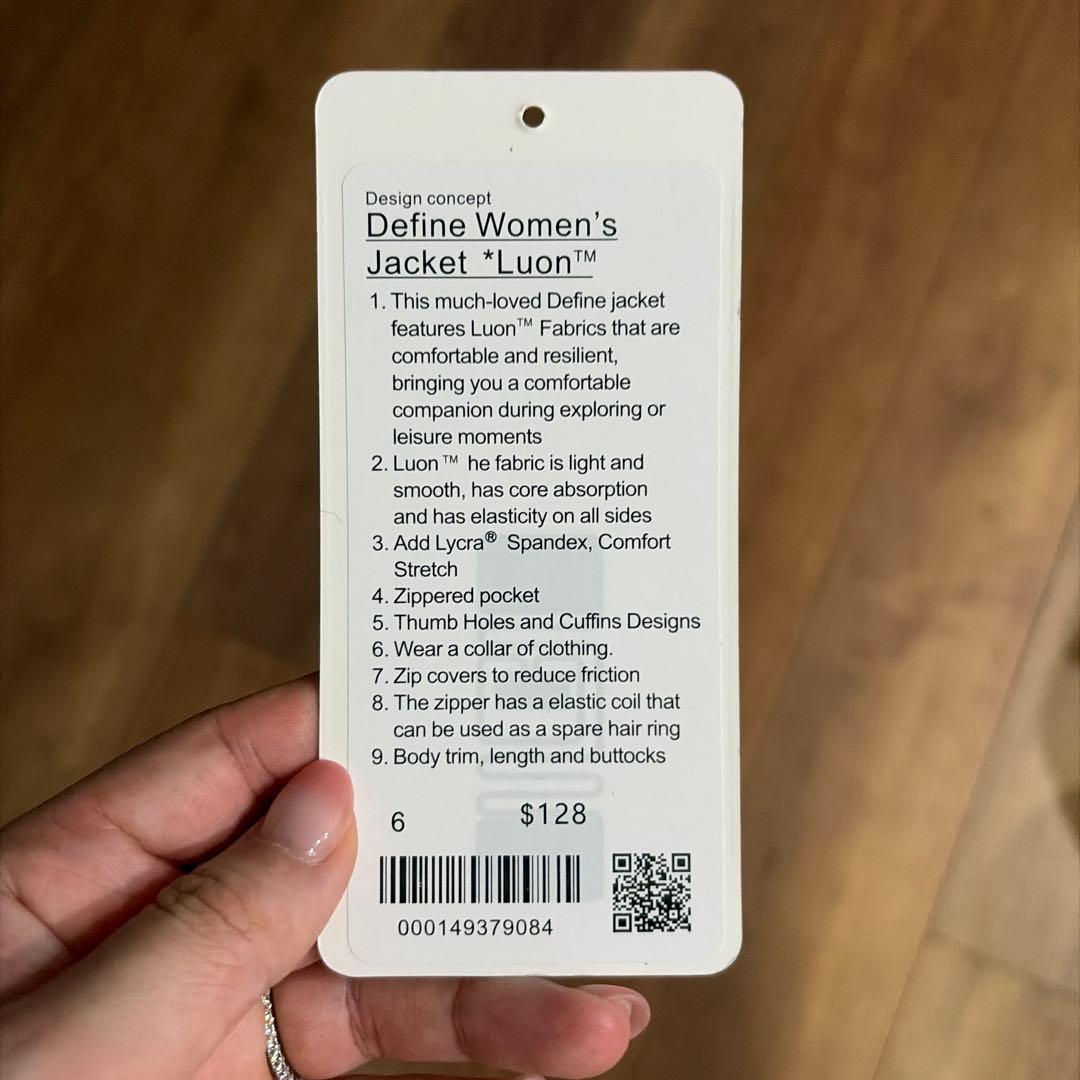 Design concept
Define Women's
Jacket *Luon™
1. This much-loved Define jacket
features Luon™ Fabrics that are
comfortable and resilient,
bringing you a comfortable
companion during exploring or
leisure moments
2. Luon™ he fabric is light and
smooth, has core absorption
and has elasticity on all sides
3. Add Lycra® Spandex, Comfort
Stretch
4. Zippered pocket
5. Thumb Holes and Cuffins Designs
6. Wear a collar of clothing.
7. Zip covers to reduce friction
8. The zipper has a elastic coil that
can be used as a spare hair ring
9. Body trim, length and buttocks
6 $128
000149379084